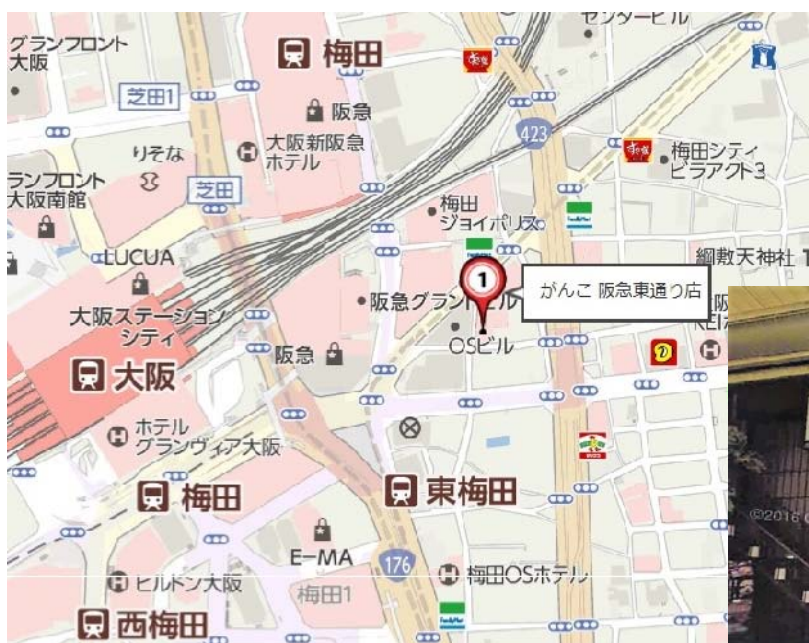 センタービル
グランフロント
大阪
梅田
芝田1
阪急
大阪新阪急
ホテル
423
りそな
梅田シティ
ビラアクト3
ランフロント
大阪南館
芝田
梅田
ジョイポリス
FamilyMart
LUCUA
綱敷天神社
1
がんこ 阪急東通り店
大阪ステーション
シティ
阪急グランドビル
OSビル
阪急
大阪
ホテル
グランヴィア大阪
梅田
東梅田
©2016
E-MA
176
梅田OSホテル
ヒルトン大阪
梅田1
FamilyMart
西梅田